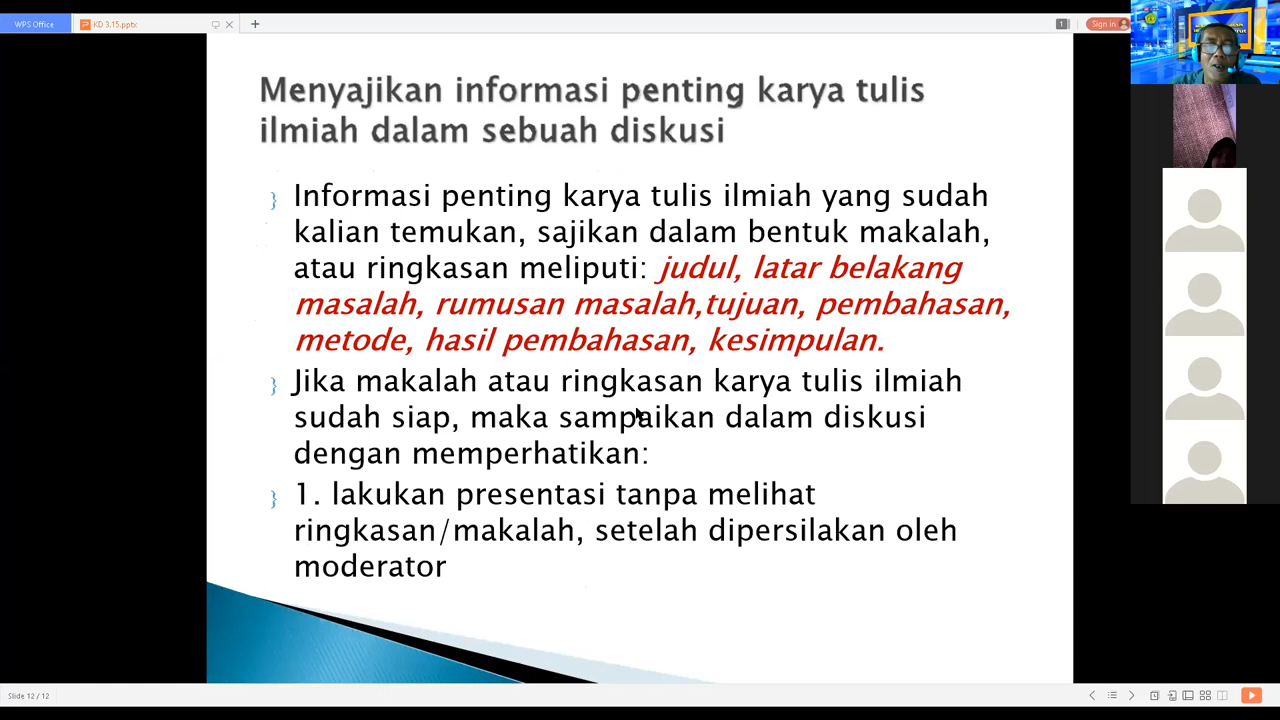 WPS Office
KD 3.15.pptx
1
Sign in
Menyajikan informasi penting karya tulis
ilmiah dalam sebuah diskusi
Informasi penting karya tulis ilmiah yang sudah
kalian temukan, sajikan dalam bentuk makalah,
atau ringkasan meliputi: judul, latar belakang
masalah, rumusan masalah,tujuan, pembahasan,
metode, hasil pembahasan, kesimpulan.
Jika makalah atau ringkasan karya tulis ilmiah
sudah siap, maka sampaikan dalam diskusi
dengan memperhatikan:
1. lakukan presentasi tanpa melihat
ringkasan/makalah, setelah dipersilakan oleh
moderator
Slide 12 / 12